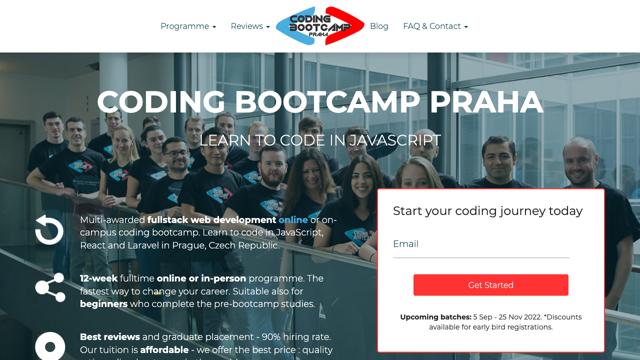 Programme
Reviews
CODING
BOOTCAMP
PRAHA
Blog
FAQ & Contact
CODING BOOTCAMP PRAHA
LEARN TO CODE IN JAVASCRIPT
Multi-awarded fullstack web development online or on-
campus coding bootcamp. Learn to code in JavaScript,
React and Laravel in Prague, Czech Republic.
12-week fulltime online or in-person programme. The
fastest way to change your career. Suitable also for
beginners who complete the pre-bootcamp studies.
Best reviews and graduate placement - 90% hiring rate.
Our tuition is affordable - we offer the best price : quality
Start your coding journey today
Email
Get Started
Upcoming batches: 5 Sep - 25 Nov 2022. *Discounts
available for early bird registrations.